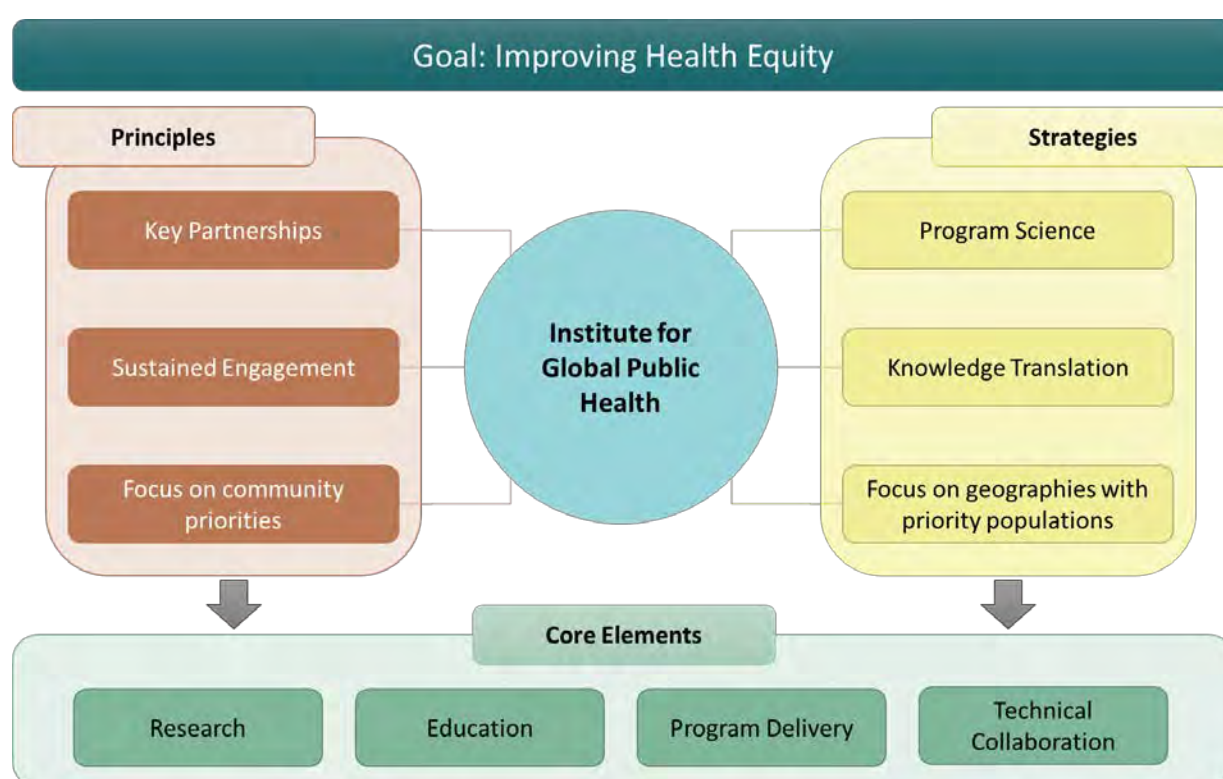 Goal: Improving Health Equity
Principles
Key Partnerships
Sustained Engagement
Focus on community
priorities
Institute for
Global Public
Health
Strategies
Program Science
Knowledge Translation
Focus on geographies with
priority populations
Core Elements
Research
Education
Program Delivery
Technical
Collaboration